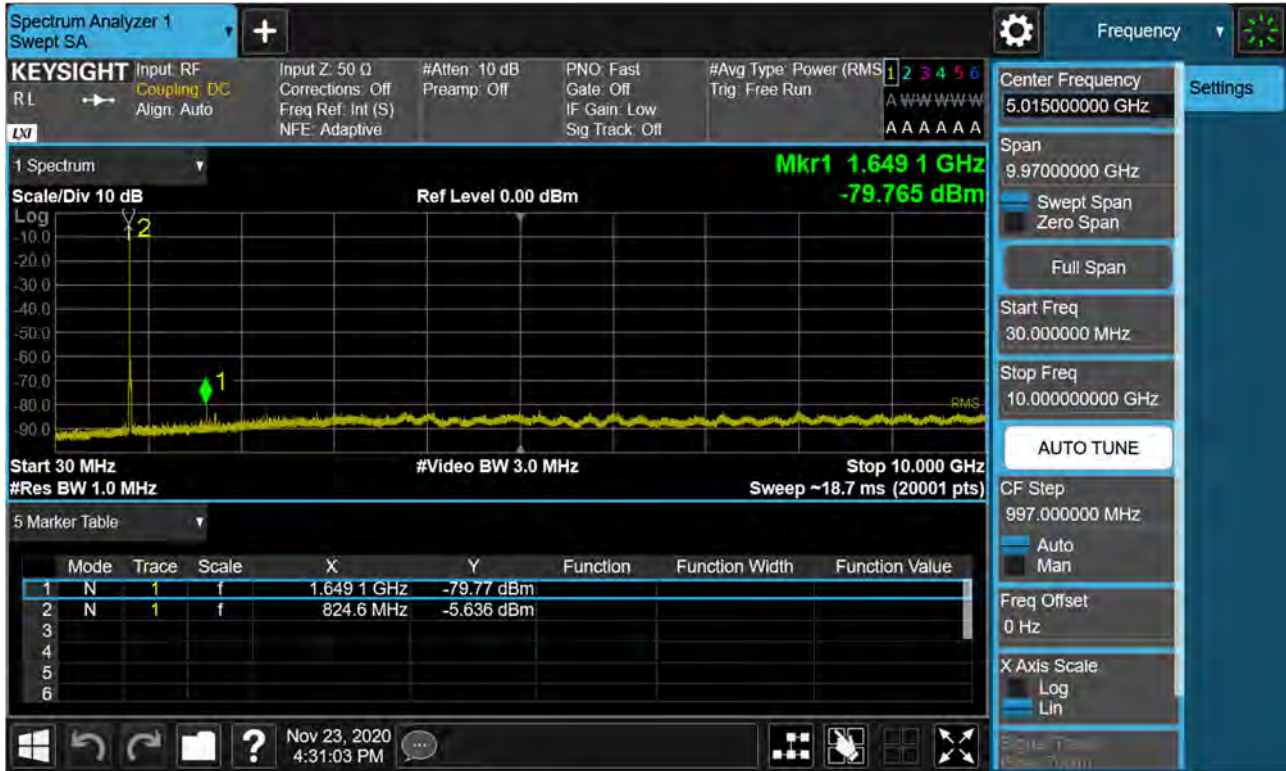 Spectrum Analyzer 1
Swept SA
Frequency
KEYSIGHT
R L
LXI
Input: RF
Coupling: DC
Align: Auto
Input Z: 50 Ω
Corrections: Off
Freq Ref: Int (S)
NFE: Adaptive
#Atten: 10 dB
Preamp: Off
PNO: Fast
Gate: Off
IF Gain: Low
Sig Track: Off
#Avg Type: Power (RMS
Trig: Free Run
1 2 3 4 5 6
A W W W W W
A A A A A A
1 Spectrum
Mkr1 1.649 1 GHz
-79.765 dBm
Scale/Div 10 dB
Ref Level 0.00 dBm
Log
-10.0
-20.0
-30.0
-40.0
-50.0
-60.0
-70.0
-80.0
-90.0
2
1
RMS
Start 30 MHz
#Video BW 3.0 MHz
Stop 10.000 GHz
#Res BW 1.0 MHz
Sweep ~18.7 ms (20001 pts)
5 Marker Table
Mode Trace Scale X Y Function Function Width Function Value
1 N 1 f 1.649 1 GHz -79.77 dBm
2 N 1 f 824.6 MHz -5.636 dBm
3
4
5
6
Nov 23, 2020
4:31:03 PM
Center Frequency
5.015000000 GHz
Settings
Span
9.97000000 GHz
Swept Span
Zero Span
Full Span
Start Freq
30.000000 MHz
Stop Freq
10.000000000 GHz
AUTO TUNE
CF Step
997.000000 MHz
Auto
Man
Freq Offset
0 Hz
X Axis Scale
Log
Lin